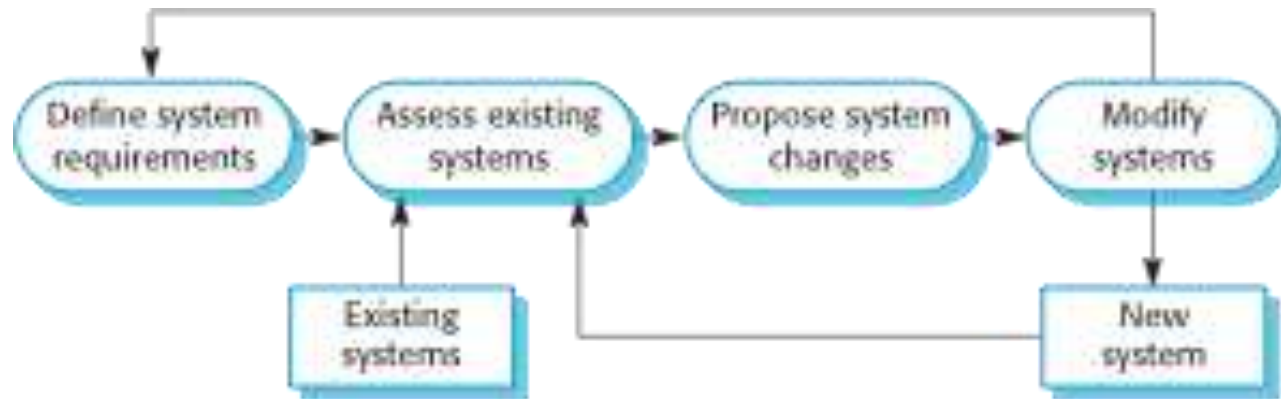 Define system
requirements
Assess existing
systems
Propose system
changes
Modify
systems
Existing
systems
New
system